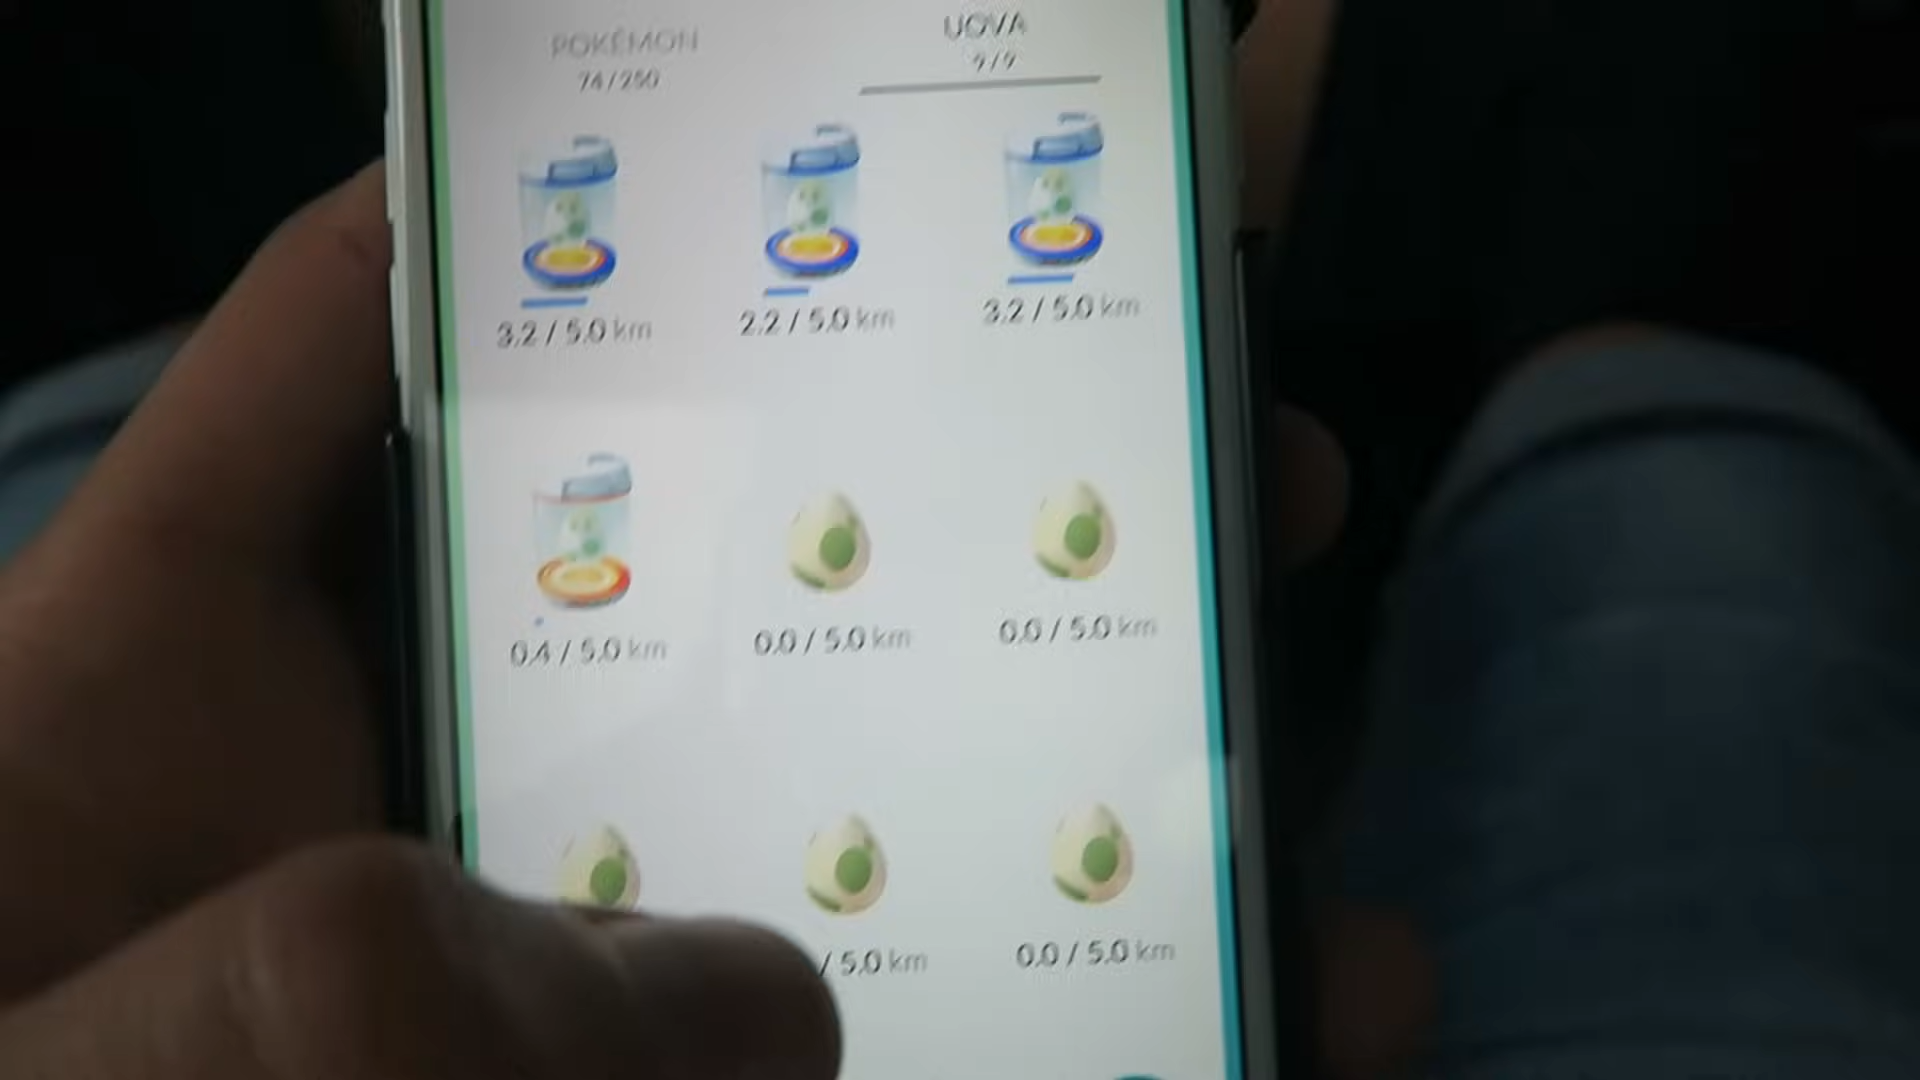 POKÉMON
74/250
UOVA
9/9
3.2 / 5.0 km
2.2 / 5.0 km
3.2 / 5.0 km
0.4 / 5.0 km
0.0 / 5.0 km
0.0 / 5.0 km
/ 5.0 km
0.0 / 5.0 km